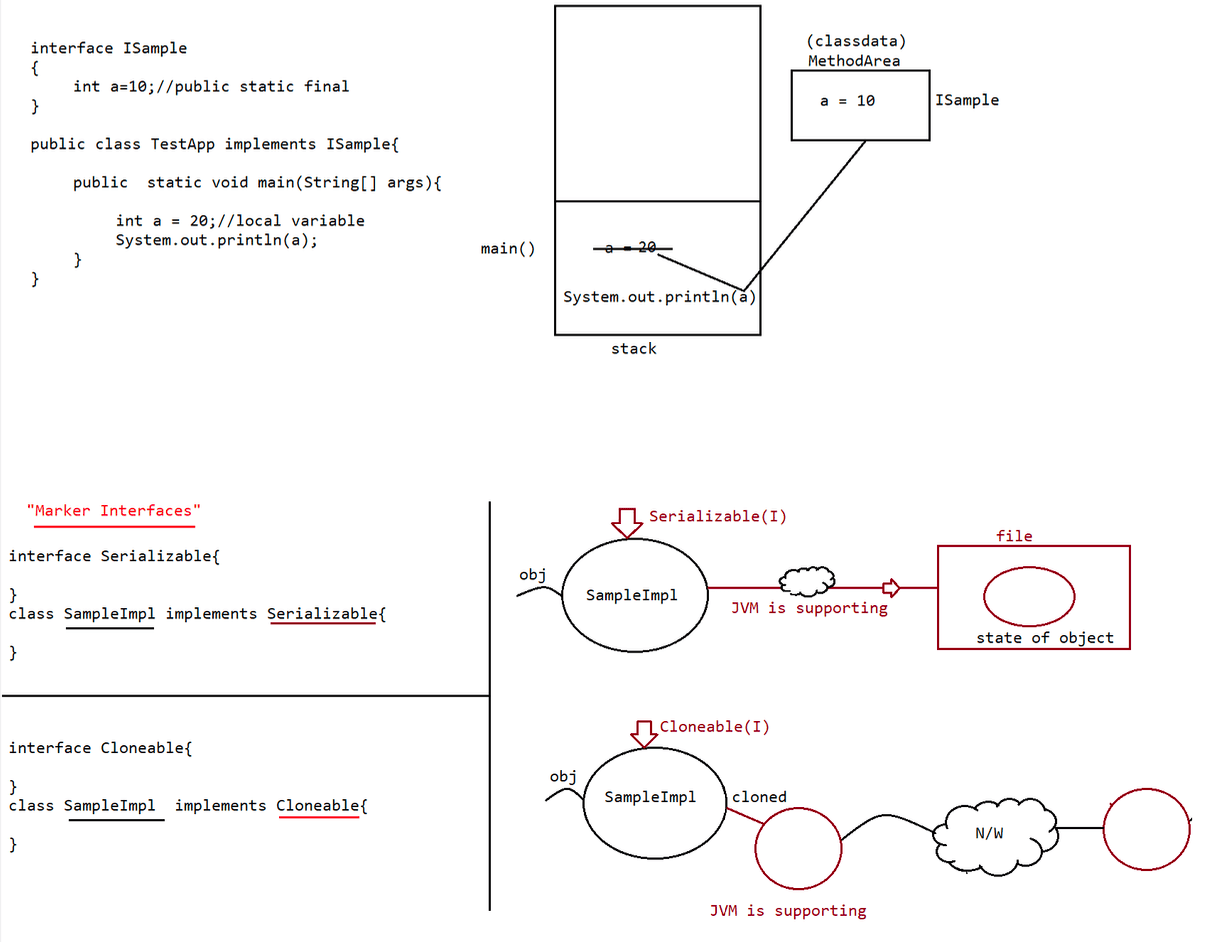 interface ISample
{
int a=10;//public static final
}
public class TestApp implements ISample{
public  static void main(String[] args){
int a = 20;//local variable
System.out.println(a);
}
}
main()
a = 20
System.out.println(a)
stack
(classdata)
MethodArea
a = 10
ISample
"Marker Interfaces"
interface Serializable{
}
class SampleImpl implements Serializable{
}
Serializable(I)
obj
SampleImpl
JVM is supporting
file
state of object
interface Cloneable{
}
class SampleImpl  implements Cloneable{
}
Cloneable(I)
obj
SampleImpl
cloned
N/W
JVM is supporting